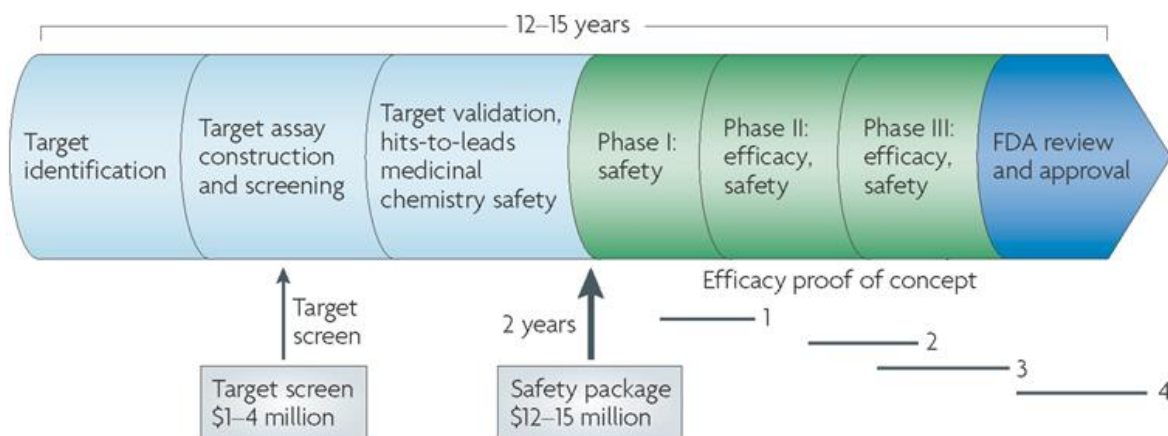 12–15 years
Target
identification
Target assay
construction
and screening
Target validation,
hits-to-leads
medicinal
chemistry safety
Phase I:
safety
Phase II:
efficacy,
safety
Phase III:
efficacy,
safety
FDA review
and approval
Efficacy proof of concept
1
2
3
4
Target
screen
2 years
Target screen
$1–4 million
Safety package
$12–15 million